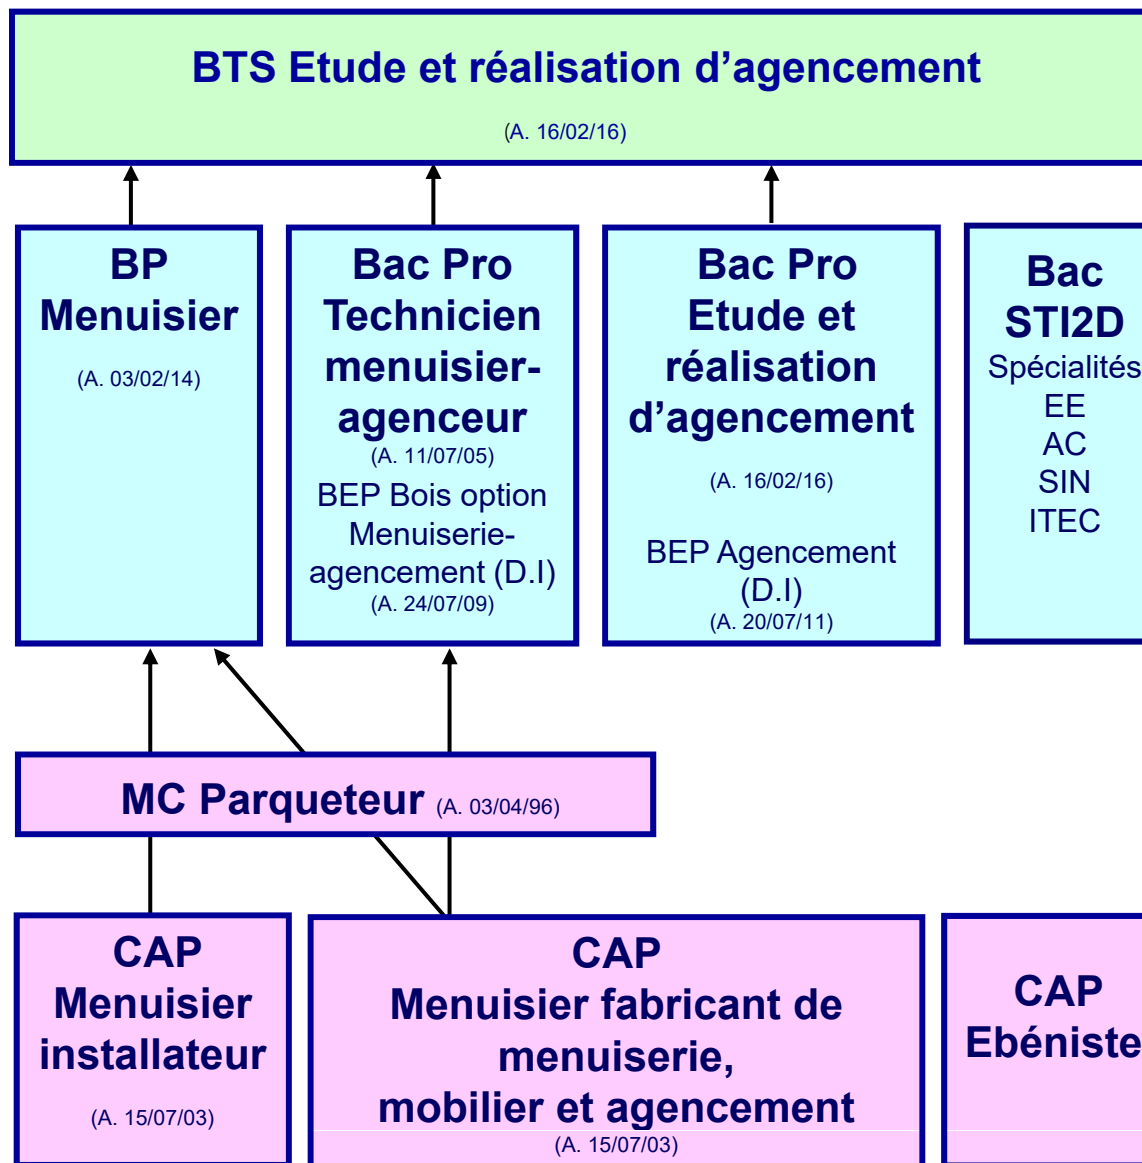 BTS Etude et réalisation d’agencement
(A. 16/02/16)
BP
Menuisier
(A. 03/02/14)
Bac Pro
Technicien
menuisier-
agenceur
(A. 11/07/05)
BEP Bois option
Menuiserie-
agencement (D.I)
(A. 24/07/09)
Bac Pro
Etude et
réalisation
d’agencement
(A. 16/02/16)
BEP Agencement
(D.I)
(A. 20/07/11)
Bac
STI2D
Spécialités
EE
AC
SIN
ITEC
MC Parqueteur (A. 03/04/96)
CAP
Menuisier
installateur
(A. 15/07/03)
CAP
Menuisier fabricant de
menuiserie,
mobilier et agencement
(A. 15/07/03)
CAP
Ebéniste